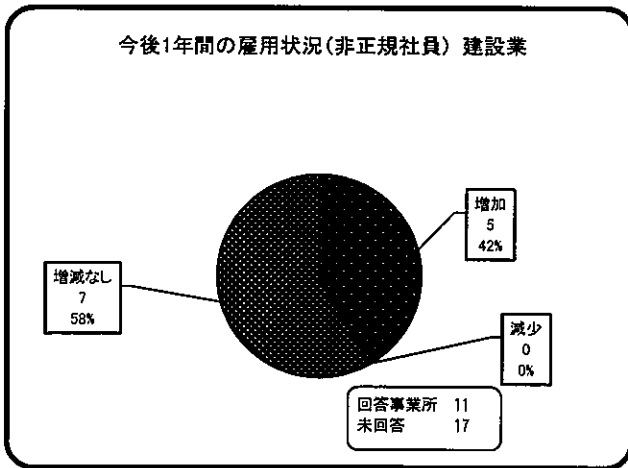 今後1年間の雇用状況(非正規社員) 建設業
増加
5
42%
増減なし
7
58%
減少
0
0%
回答事業所 11
未回答 17